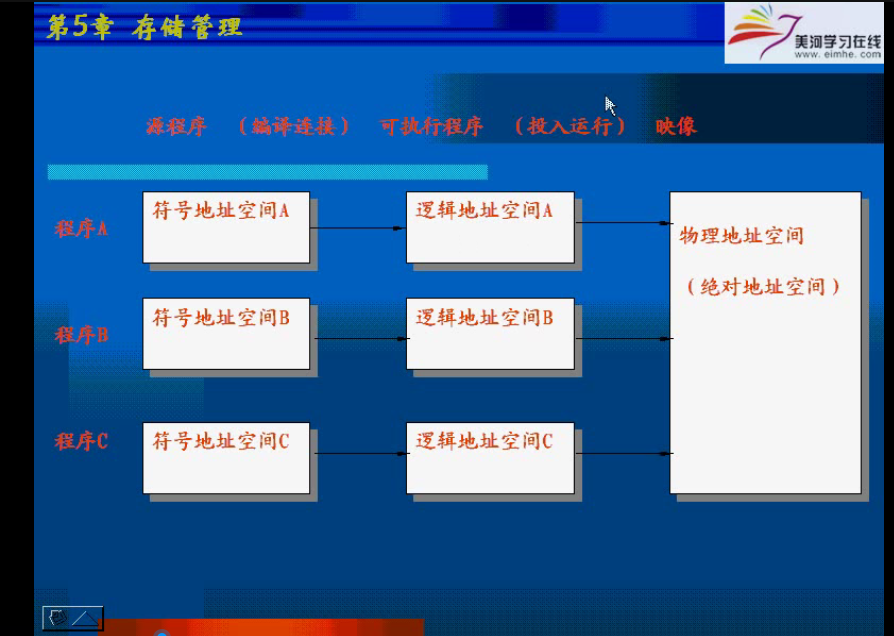 第5章 存储管理
美河学习在线
www.eimhe.com
源程序 （编译连接） 可执行程序 （投入运行） 映像
程序A 符号地址空间A 逻辑地址空间A
物理地址空间
（绝对地址空间）
程序B 符号地址空间B 逻辑地址空间B
程序C 符号地址空间C 逻辑地址空间C